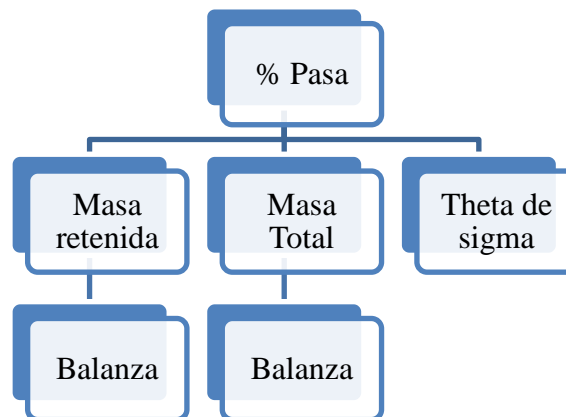 % Pasa
Masa
retenida
Masa
Total
Theta de
sigma
Balanza
Balanza